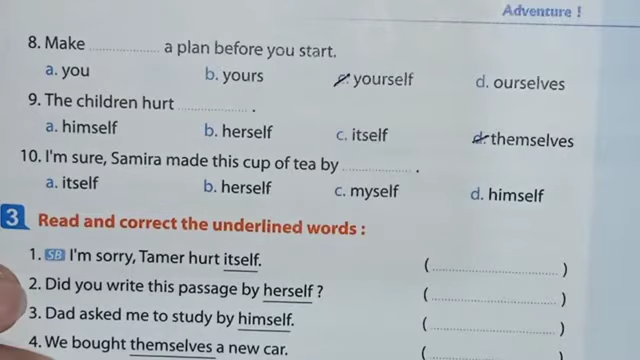 Adventure !
8. Make .................. a plan before you start.
a. you b. yours c. yourself d. ourselves
9. The children hurt .................. .
a. himself b. herself c. itself d. themselves
10. I'm sure, Samira made this cup of tea by .................. .
a. itself b. herself c. myself d. himself
3 Read and correct the underlined words :
1. SB I'm sorry, Tamer hurt itself. (..................................)
2. Did you write this passage by herself ? (..................................)
3. Dad asked me to study by himself. (..................................)
4. We bought themselves a new car. (..................................)